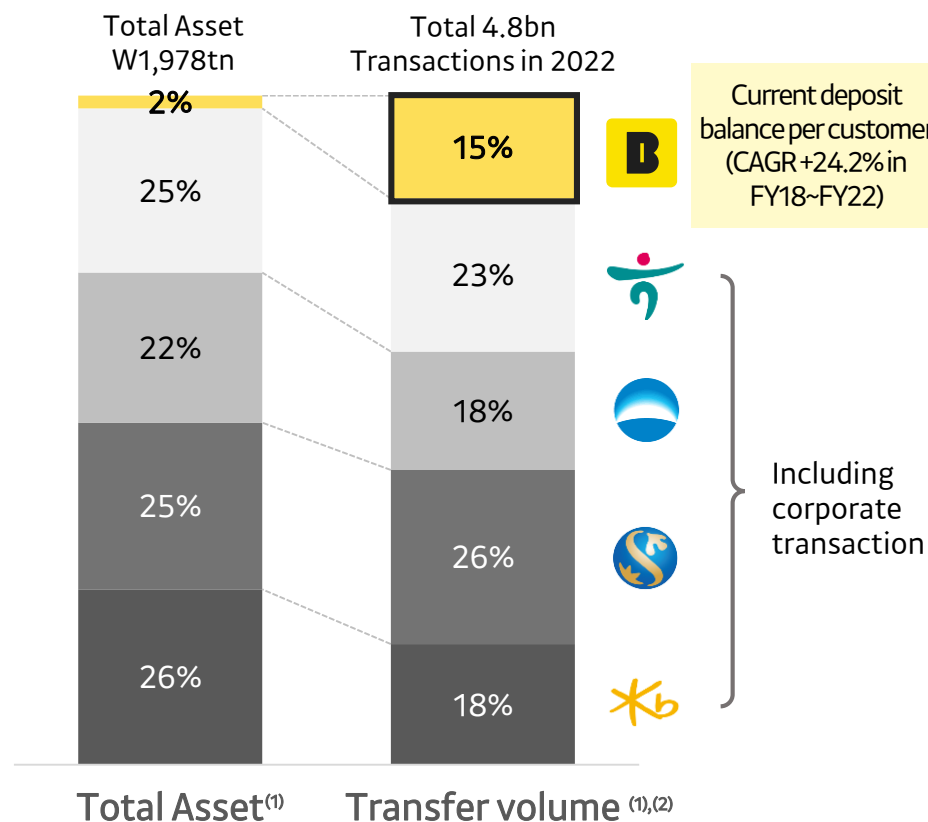 Total Asset
W1,978tn
Total 4.8bn
Transactions in 2022
2%
15%
B
Current deposit
balance per customer
(CAGR +24.2% in
FY18~FY22)
25%
23%
22%
18%
25%
26%
26%
18%
Kb
Including
corporate
transaction
Total Asset(1)
Transfer volume (1),(2)